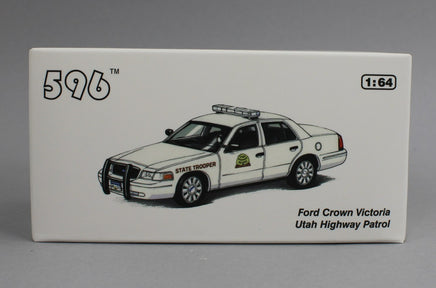 596™
1:64
STATE TROOPER
Ford Crown Victoria
Utah Highway Patrol